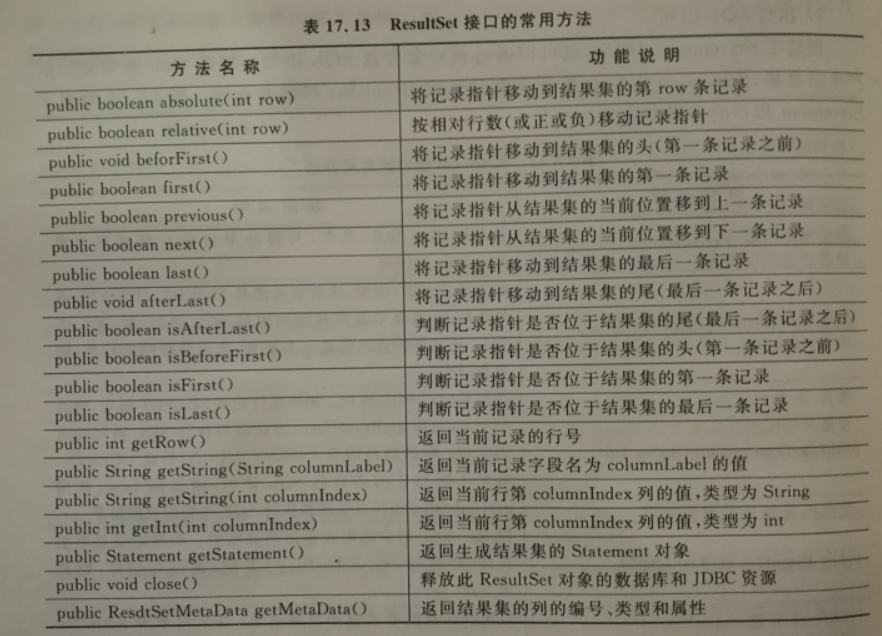 表 17.13 ResultSet 接口的常用方法
方法名称 功能说明
public boolean absolute(int row) 将记录指针移动到结果集的第 row 条记录
public boolean relative(int row) 按相对行数(或正或负)移动记录指针
public void beforFirst() 将记录指针移动到结果集的头(第一条记录之前)
public boolean first() 将记录指针移动到结果集的第一条记录
public boolean previous() 将记录指针从结果集的当前位置移到上一条记录
public boolean next() 将记录指针从结果集的当前位置移到下一条记录
public boolean last() 将记录指针移动到结果集的最后一条记录
public void afterLast() 将记录指针移动到结果集的尾(最后一条记录之后)
public boolean isAfterLast() 判断记录指针是否位于结果集的尾(最后一条记录之后)
public boolean isBeforeFirst() 判断记录指针是否位于结果集的头(第一条记录之前)
public boolean isFirst() 判断记录指针是否位于结果集的第一条记录
public boolean isLast() 判断记录指针是否位于结果集的最后一条记录
public int getRow() 返回当前记录的行号
public String getString(String columnLabel) 返回当前记录字段名为 columnLabel 的值
public String getString(int columnIndex) 返回当前行第 columnIndex 列的值,类型为 String
public int getInt(int columnIndex) 返回当前行第 columnIndex 列的值,类型为 int
public Statement getStatement() 返回生成结果集的 Statement 对象
public void close() 释放此 ResultSet 对象的数据库和 JDBC 资源
public ResdtSetMetaData getMetaData() 返回结果集的列的编号、类型和属性